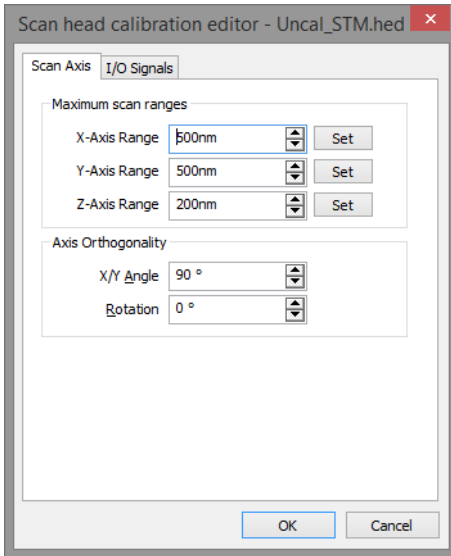 Scan head calibration editor - Uncal_STM.hed
Scan Axis I/O Signals
Maximum scan ranges
X-Axis Range 500nm Set
Y-Axis Range 500nm Set
Z-Axis Range 200nm Set
Axis Orthogonality
X/Y Angle 90 °
Rotation 0 °
OK Cancel